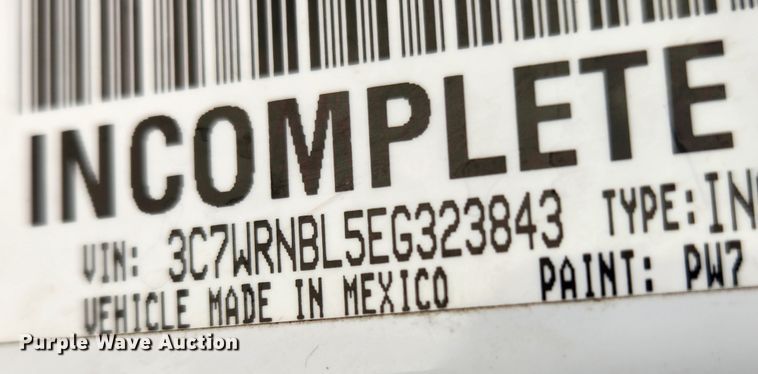 INCOMPLETE
VIN: 3C7WRNBL5EG323843 TYPE: IN
VEHICLE MADE IN MEXICO PAINT: PW7
Purple Wave Auction